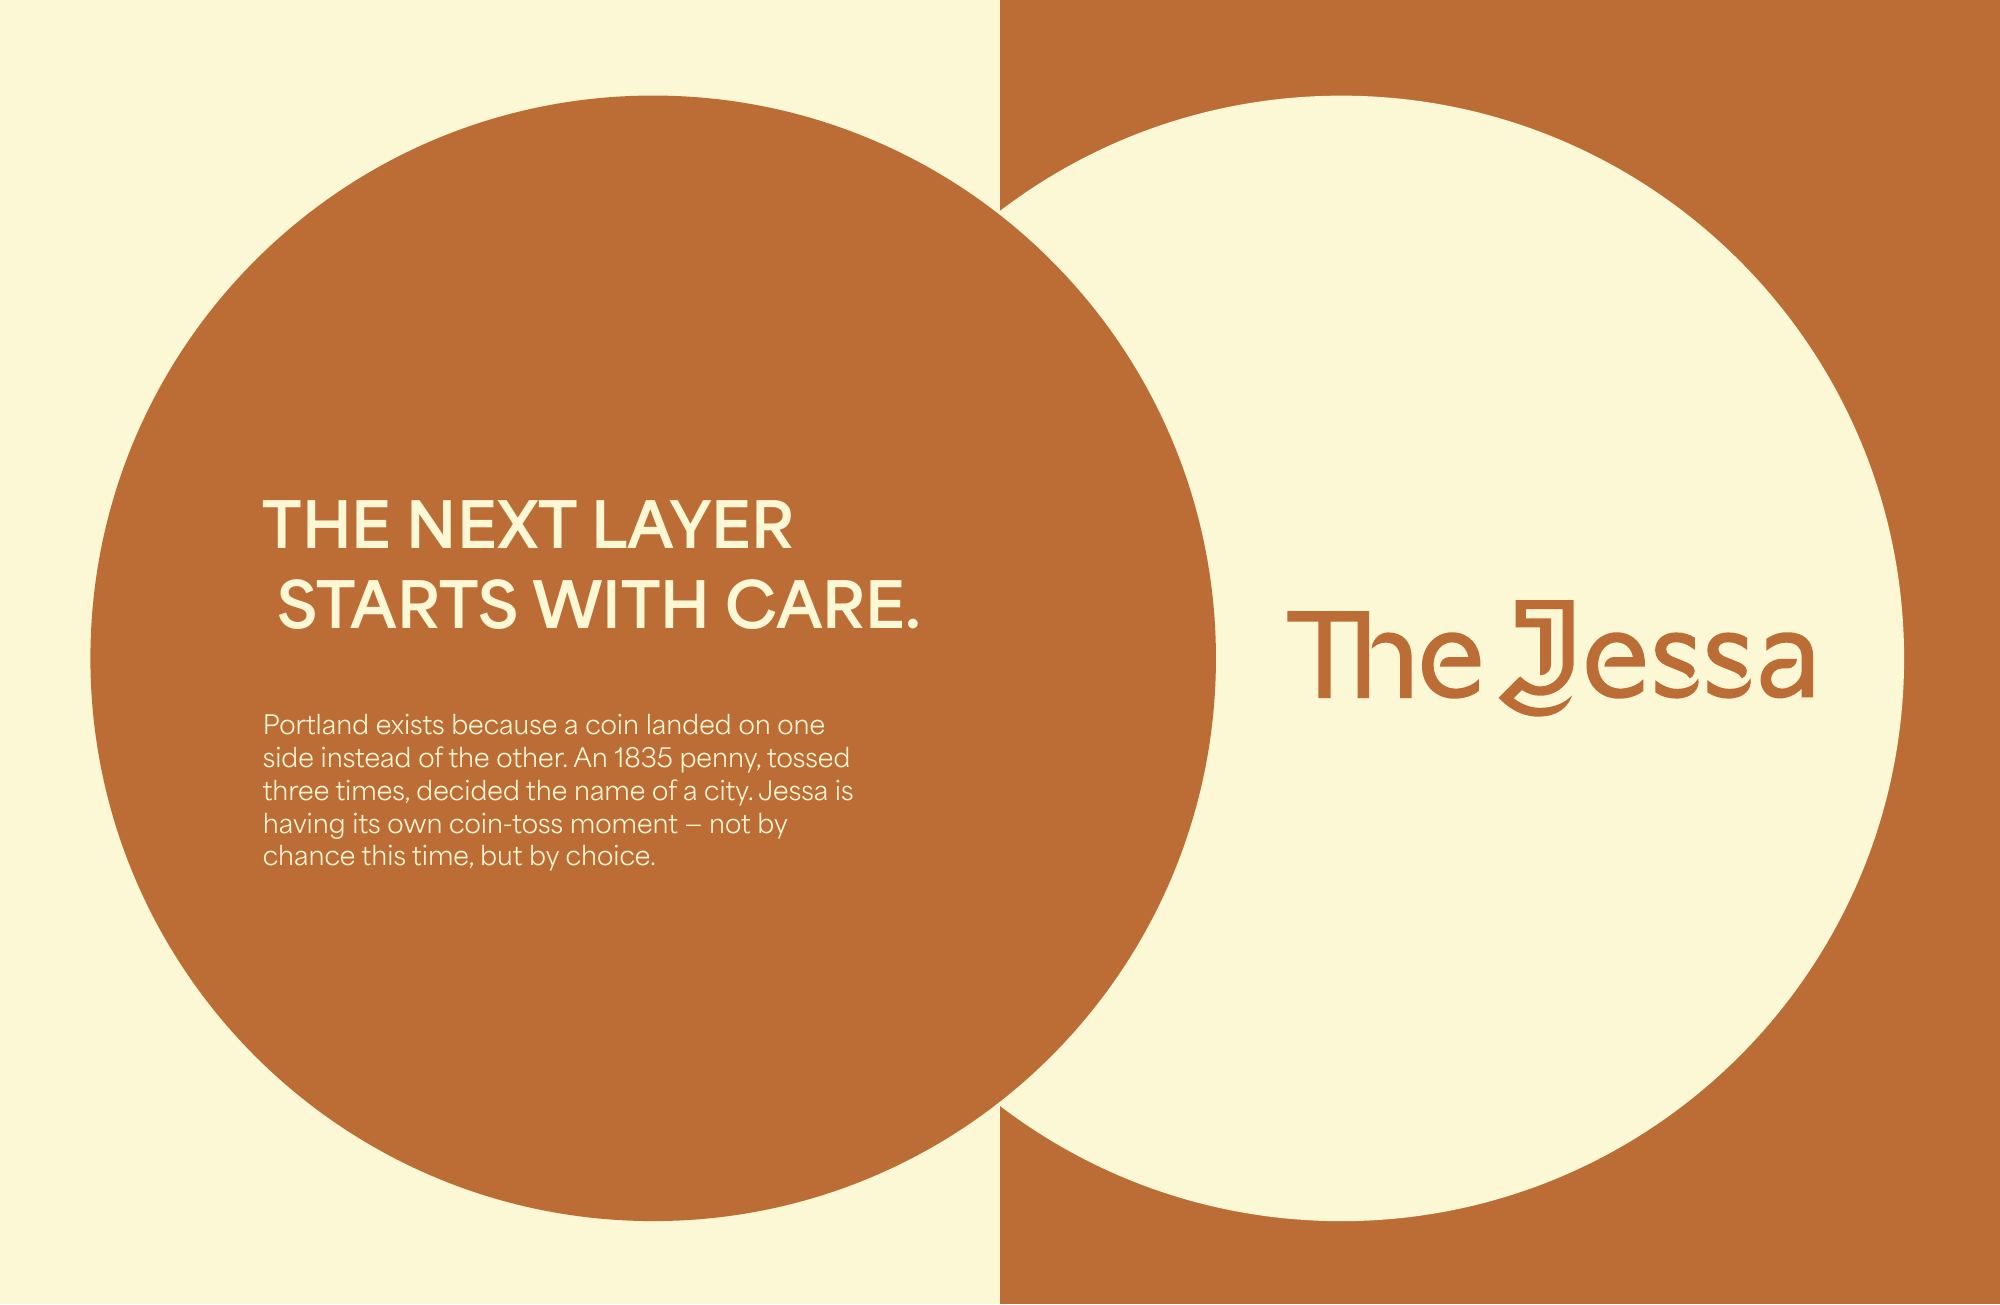 THE NEXT LAYER
STARTS WITH CARE.
Portland exists because a coin landed on one
side instead of the other. An 1835 penny, tossed
three times, decided the name of a city. Jessa is
having its own coin-toss moment – not by
chance this time, but by choice.
The Jessa